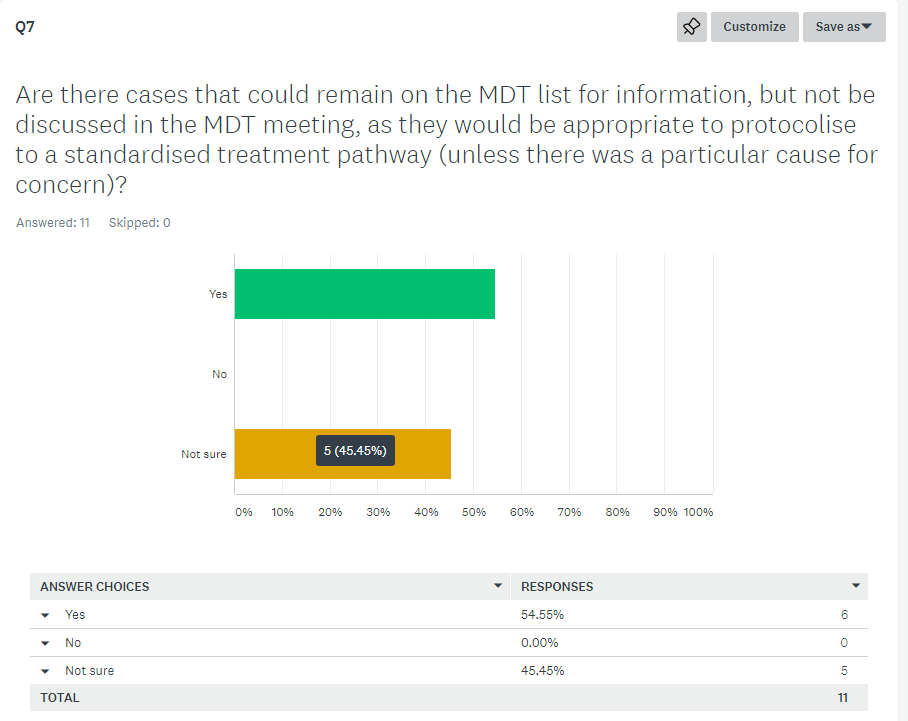 Q7
Customize
Save as
Are there cases that could remain on the MDT list for information, but not be
discussed in the MDT meeting, as they would be appropriate to protocolise
to a standardised treatment pathway (unless there was a particular cause for
concern)?
Answered: 11 Skipped: 0
Yes
No
Not sure
5 (45.45%)
0% 10% 20% 30% 40% 50% 60% 70% 80% 90% 100%
ANSWER CHOICES RESPONSES
Yes 54.55% 6
No 0.00% 0
Not sure 45.45% 5
TOTAL 11